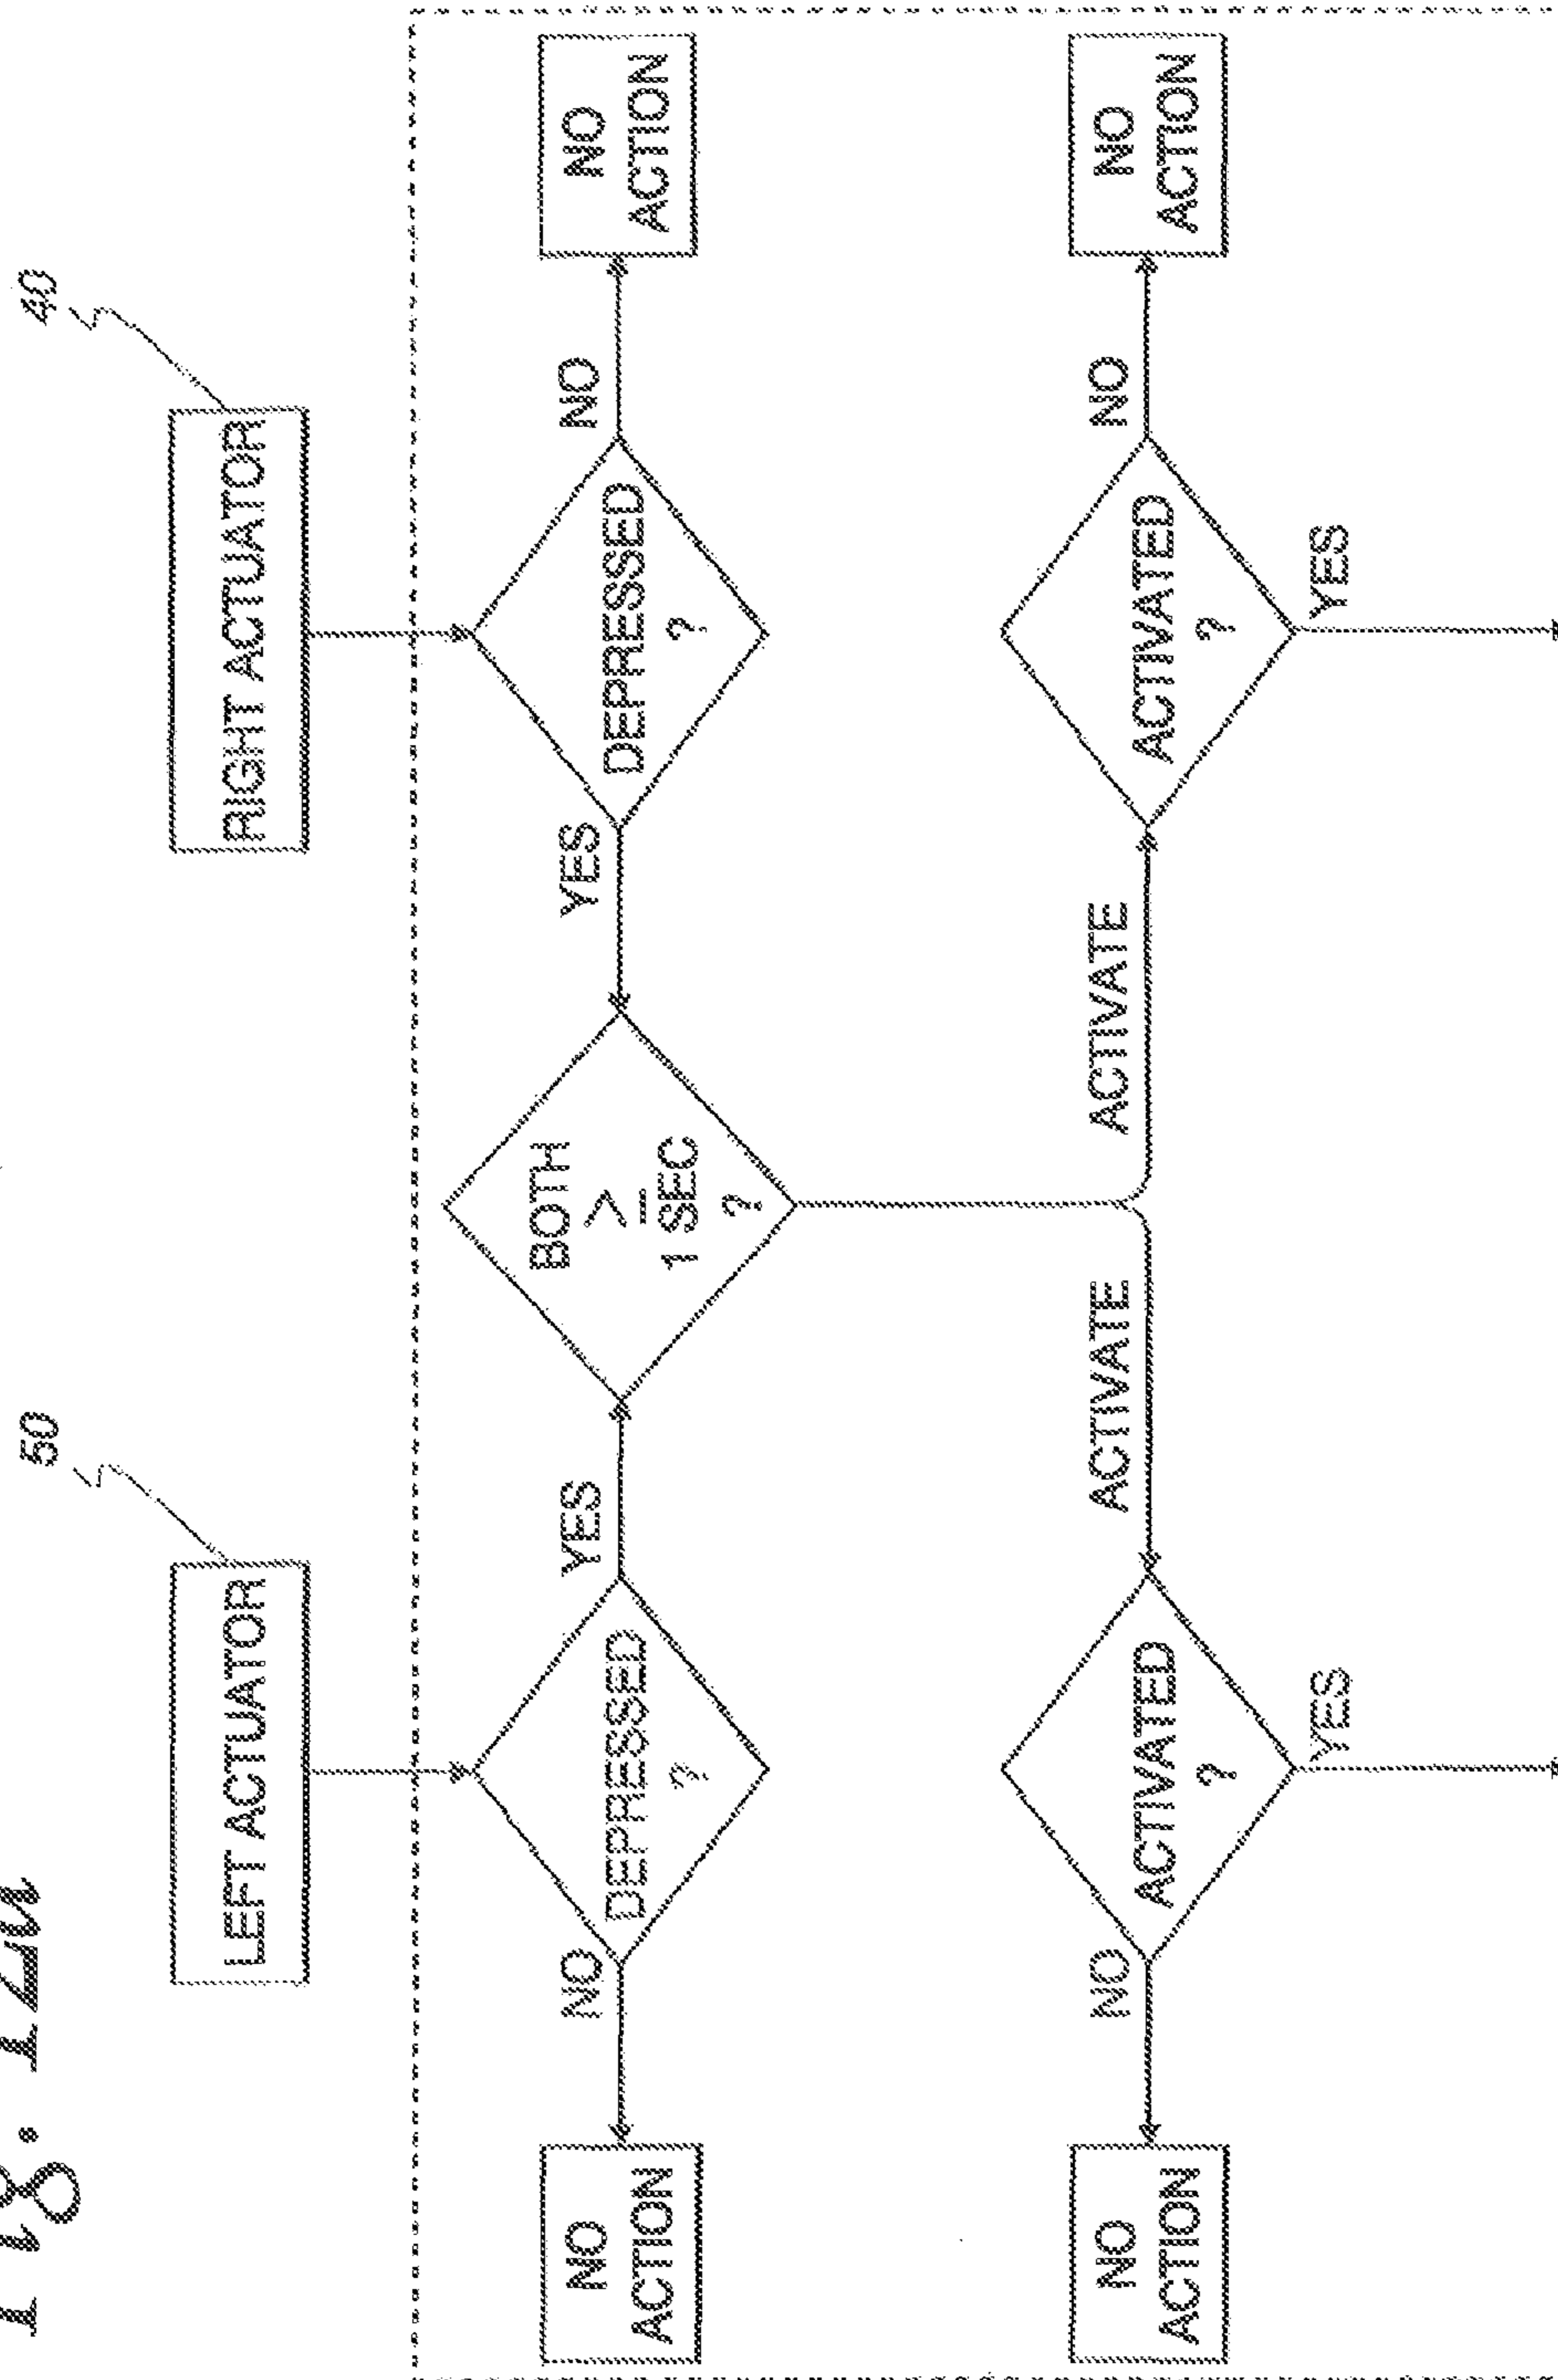 Fig. 12a
50
40
LEFT ACTUATOR
RIGHT ACTUATOR
NO
ACTION
NO
DEPRESSED
?
YES
BOTH
≥
1 SEC
?
YES
DEPRESSED
?
NO
NO
ACTION
NO
ACTION
NO
ACTIVATED
?
YES
ACTIVATE
ACTIVATE
ACTIVATED
?
YES
NO
NO
ACTION